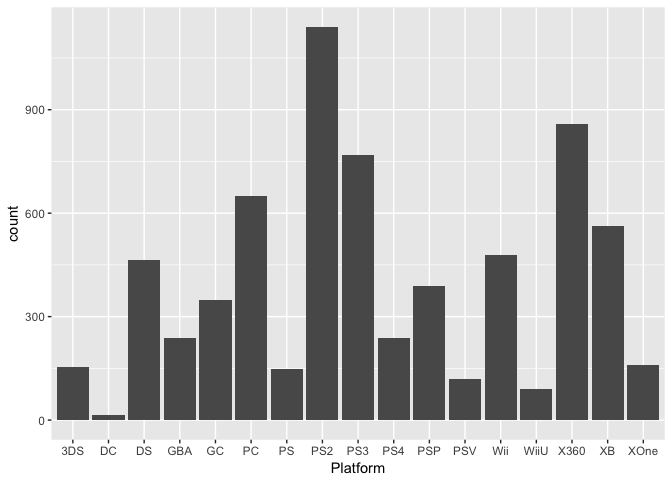 900
600
300
0
count
3DS DC DS GBA GC PC PS PS2 PS3 PS4 PSP PSV Wii WiiU X360 XB XOne
Platform